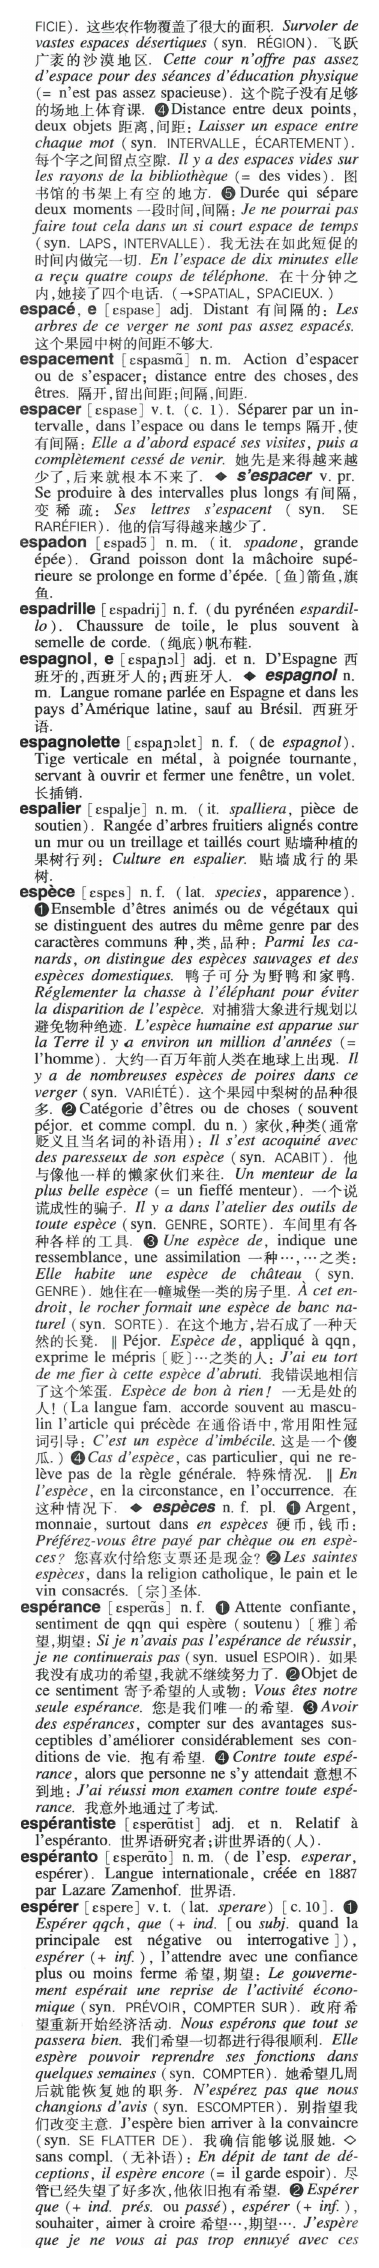 FICIE). 这些农作物覆盖了很大的面积. Survoler de
vastes espaces désertiques (syn. RÉGION). 飞跃
广袤的沙漠地区. Cette cour n'offre pas assez
d'espace pour des séances d'éducation physique
(= n'est pas assez spacieuse). 这个院子没有足够
的场地上体育课. ❹Distance entre deux points,
deux objets 距离,间距: Laisser un espace entre
chaque mot (syn. INTERVALLE, ÉCARTEMENT).
每个字之间留点空隙. Il y a des espaces vides sur
les rayons de la bibliothèque (= des vides). 图
书馆的书架上有空的地方. ❺ Durée qui sépare
deux moments 一段时间,间隔: Je ne pourrai pas
faire tout cela dans un si court espace de temps
(syn. LAPS, INTERVALLE). 我无法在如此短促的
时间内做完一切. En l'espace de dix minutes elle
a reçu quatre coups de téléphone. 在十分钟之
内,她接了四个电话. (→SPATIAL, SPACIEUX.)
espacé, e [ɛspase] adj. Distant 有间隔的: Les
arbres de ce verger ne sont pas assez espacés.
这个果园中树的间距不够大.
espacement [ɛspasmɑ̃] n. m. Action d'espacer
ou de s'espacer; distance entre des choses, des
êtres. 隔开,留出间距;间隔,间距.
espacer [ɛspase] v. t. (c. 1). Séparer par un in-
tervalle, dans l'espace ou dans le temps 隔开,使
有间隔: Elle a d'abord espacé ses visites, puis a
complètement cessé de venir. 她先是来得越来越
少了,后来就根本不来了. ◆ s'espacer v. pr.
Se produire à des intervalles plus longs 有间隔,
变稀疏: Ses lettres s'espacent (syn. SE
RARÉFIER). 他的信写得越来越少了.
espadon [ɛspadɔ̃] n. m. (it. spadone, grande
épée). Grand poisson dont la mâchoire supé-
rieure se prolonge en forme d'épée. 〔鱼〕箭鱼,旗
鱼.
espadrille [ɛspadrij] n. f. (du pyrénéen espardil-
lo). Chaussure de toile, le plus souvent à
semelle de corde. (绳底)帆布鞋.
espagnol, e [ɛspaɲɔl] adj. et n. D'Espagne 西
班牙的,西班牙人的;西班牙人. ◆ espagnol n.
m. Langue romane parlée en Espagne et dans les
pays d'Amérique latine, sauf au Brésil. 西班牙
语.
espagnolette [ɛspaɲɔlɛt] n. f. (de espagnol).
Tige verticale en métal, à poignée tournante,
servant à ouvrir et fermer une fenêtre, un volet.
长插销.
espalier [ɛspalje] n. m. (it. spalliera, pièce de
soutien). Rangée d'arbres fruitiers alignés contre
un mur ou un treillage et taillés court 贴墙种植的
果树行列: Culture en espalier. 贴墙成行的果
树.
espèce [ɛspɛs] n. f. (lat. species, apparence).
❶Ensemble d'êtres animés ou de végétaux qui
se distinguent des autres du même genre par des
caractères communs 种,类,品种: Parmi les ca-
nards, on distingue des espèces sauvages et des
espèces domestiques. 鸭子可分为野鸭和家鸭.
Réglementer la chasse à l'éléphant pour éviter
la disparition de l'espèce. 对捕猎大象进行规划以
避免物种绝迹. L'espèce humaine est apparue sur
la Terre il y a environ un million d'années (=
l'homme). 大约一百万年前人类在地球上出现. Il
y a de nombreuses espèces de poires dans ce
verger (syn. VARIÉTÉ). 这个果园中梨树的品种很
多. ❷Catégorie d'êtres ou de choses (souvent
péjor. et comme compl. du n.) 家伙,种类(通常
贬义且当名词的补语用): Il s'est acoquiné avec
des paresseux de son espèce (syn. ACABIT). 他
与像他一样的懒家伙们来往. Un menteur de la
plus belle espèce (= un fieffé menteur). 一个说
谎成性的骗子. Il y a dans l'atelier des outils de
toute espèce (syn. GENRE, SORTE). 车间里有各
种各样的工具. ❸ Une espèce de, indique une
ressemblance, une assimilation 一种…,…之类:
Elle habite une espèce de château (syn.
GENRE). 她住在一幢城堡一类的房子里. À cet en-
droit, le rocher formait une espèce de banc na-
turel (syn. SORTE). 在这个地方,岩石成了一种天
然的长凳. ‖ Péjor. Espèce de, appliqué à qqn,
exprime le mépris 〔贬〕…之类的人: J'ai eu tort
de me fier à cette espèce d'abruti. 我错误地相信
了这个笨蛋. Espèce de bon à rien! 一无是处的
人! (La langue fam. accorde souvent au mascu-
lin l'article qui précède 在通俗语中,常用阳性冠
词引导: C'est un espèce d'imbécile. 这是一个傻
瓜.) ❹Cas d'espèce, cas particulier, qui ne re-
lève pas de la règle générale. 特殊情况. ‖ En
l'espèce, en la circonstance, en l'occurrence. 在
这种情况下. ◆ espèces n. f. pl. ❶ Argent,
monnaie, surtout dans en espèces 硬币,钱币:
Préférez-vous être payé par chèque ou en espè-
ces? 您喜欢付给您支票还是现金? ❷Les saintes
espèces, dans la religion catholique, le pain et le
vin consacrés. 〔宗〕圣体.
espérance [ɛsperɑ̃s] n. f. ❶ Attente confiante,
sentiment de qqn qui espère (soutenu) 〔雅〕希
望,期望: Si je n'avais pas l'espérance de réussir,
je ne continuerais pas (syn. usuel ESPOIR). 如果
我没有成功的希望,我就不继续努力了. ❷Objet de
ce sentiment 寄予希望的人或物: Vous êtes notre
seule espérance. 您是我们唯一的希望. ❸ Avoir
des espérances, compter sur des avantages sus-
ceptibles d'améliorer considérablement ses con-
ditions de vie. 抱有希望. ❹ Contre toute espé-
rance, alors que personne ne s'y attendait 意想不
到地: J'ai réussi mon examen contre toute espé-
rance. 我意外地通过了考试.
espérantiste [ɛsperɑ̃tist] adj. et n. Relatif à
l'espéranto. 世界语研究者;讲世界语的(人).
espéranto [ɛsperɑ̃to] n. m. (de l'esp. esperar,
espérer). Langue internationale, créée en 1887
par Lazare Zamenhof. 世界语.
espérer [ɛspere] v. t. (lat. sperare) [c. 10]. ❶
Espérer qqch, que (+ ind. [ou subj. quand la
principale est négative ou interrogative]),
espérer (+ inf.), l'attendre avec une confiance
plus ou moins ferme 希望,期望: Le gouverne-
ment espérait une reprise de l'activité écono-
mique (syn. PRÉVOIR, COMPTER SUR). 政府希
望重新开始经济活动. Nous espérons que tout se
passera bien. 我们希望一切都进行得很顺利. Elle
espère pouvoir reprendre ses fonctions dans
quelques semaines (syn. COMPTER). 她希望几周
后就能恢复她的职务. N'espérez pas que nous
changions d'avis (syn. ESCOMPTER). 别指望我
们改变主意. J'espère bien arriver à la convaincre
(syn. SE FLATTER DE). 我确信能够说服她. ◇
sans compl. (无补语): En dépit de tant de dé-
ceptions, il espère encore (= il garde espoir). 尽
管已经失望了好多次,他依旧抱有希望. ❷ Espérer
que (+ ind. prés. ou passé), espérer (+ inf.),
souhaiter, aimer à croire 希望…,期望…. J'espère
que je ne vous ai pas trop ennuyé avec ces